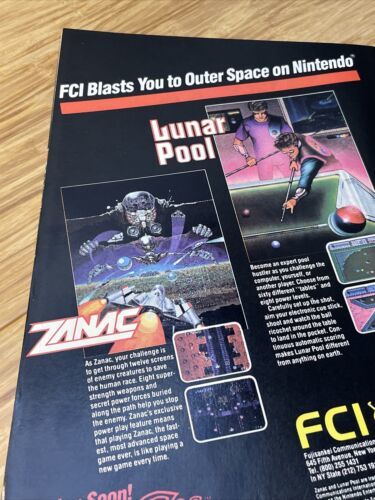 FCI Blasts You to Outer Space on Nintendo
Lunar
Pool
Become an expert pool
hustler as you challenge the
computer, yourself, or
another player. Choose from
sixty different "tables" and
eight power levels.
Carefully set up the shot,
aim your electronic cue stick,
shoot and watch the ball
ricochet around the table
to land in the pocket. Con-
tinuous automatic scoring
makes Lunar Pool different
from anything on earth.
ZANAC
As Zanac, your challenge is
to get through twelve screens
of enemy creatures to save
the human race. Eight super-
strength weapons and
secret power forces buried
along the path help you stop
the enemy. Zanac's exclusive
power play feature means
that playing Zanac, the fast-
est, most advanced space
game ever, is like playing a
new game every time.
FCI
Fujisankei Communication
645 Fifth Avenue, New York
Tel. (800) 255 1431
In NY State (212) 753
Zanac and Lunar Pool are
communications
Soon!